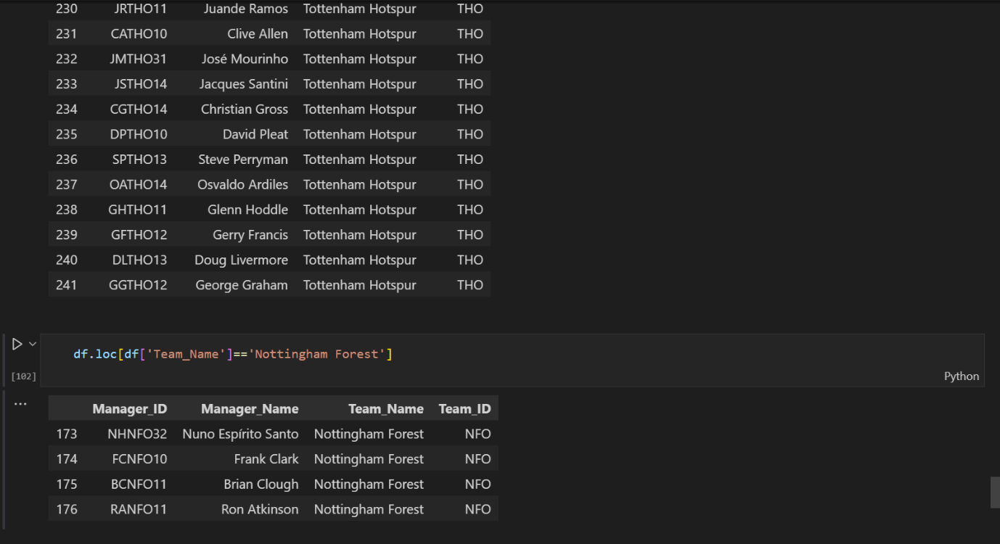 230 JRTHO11 Juande Ramos Tottenham Hotspur THO
231 CATHO10 Clive Allen Tottenham Hotspur THO
232 JMTHO31 José Mourinho Tottenham Hotspur THO
233 JSTHO14 Jacques Santini Tottenham Hotspur THO
234 CGTHO14 Christian Gross Tottenham Hotspur THO
235 DPTHO10 David Pleat Tottenham Hotspur THO
236 SPTHO13 Steve Perryman Tottenham Hotspur THO
237 OATHO14 Osvaldo Ardiles Tottenham Hotspur THO
238 GHTHO11 Glenn Hoddle Tottenham Hotspur THO
239 GFTHO12 Gerry Francis Tottenham Hotspur THO
240 DLTHO13 Doug Livermore Tottenham Hotspur THO
241 GGTHO12 George Graham Tottenham Hotspur THO
df.loc[df['Team_Name']=='Nottingham Forest']
[102] Python
...
Manager_ID Manager_Name Team_Name Team_ID
173 NHNFO32 Nuno Espírito Santo Nottingham Forest NFO
174 FCNFO10 Frank Clark Nottingham Forest NFO
175 BCNFO11 Brian Clough Nottingham Forest NFO
176 RANFO11 Ron Atkinson Nottingham Forest NFO